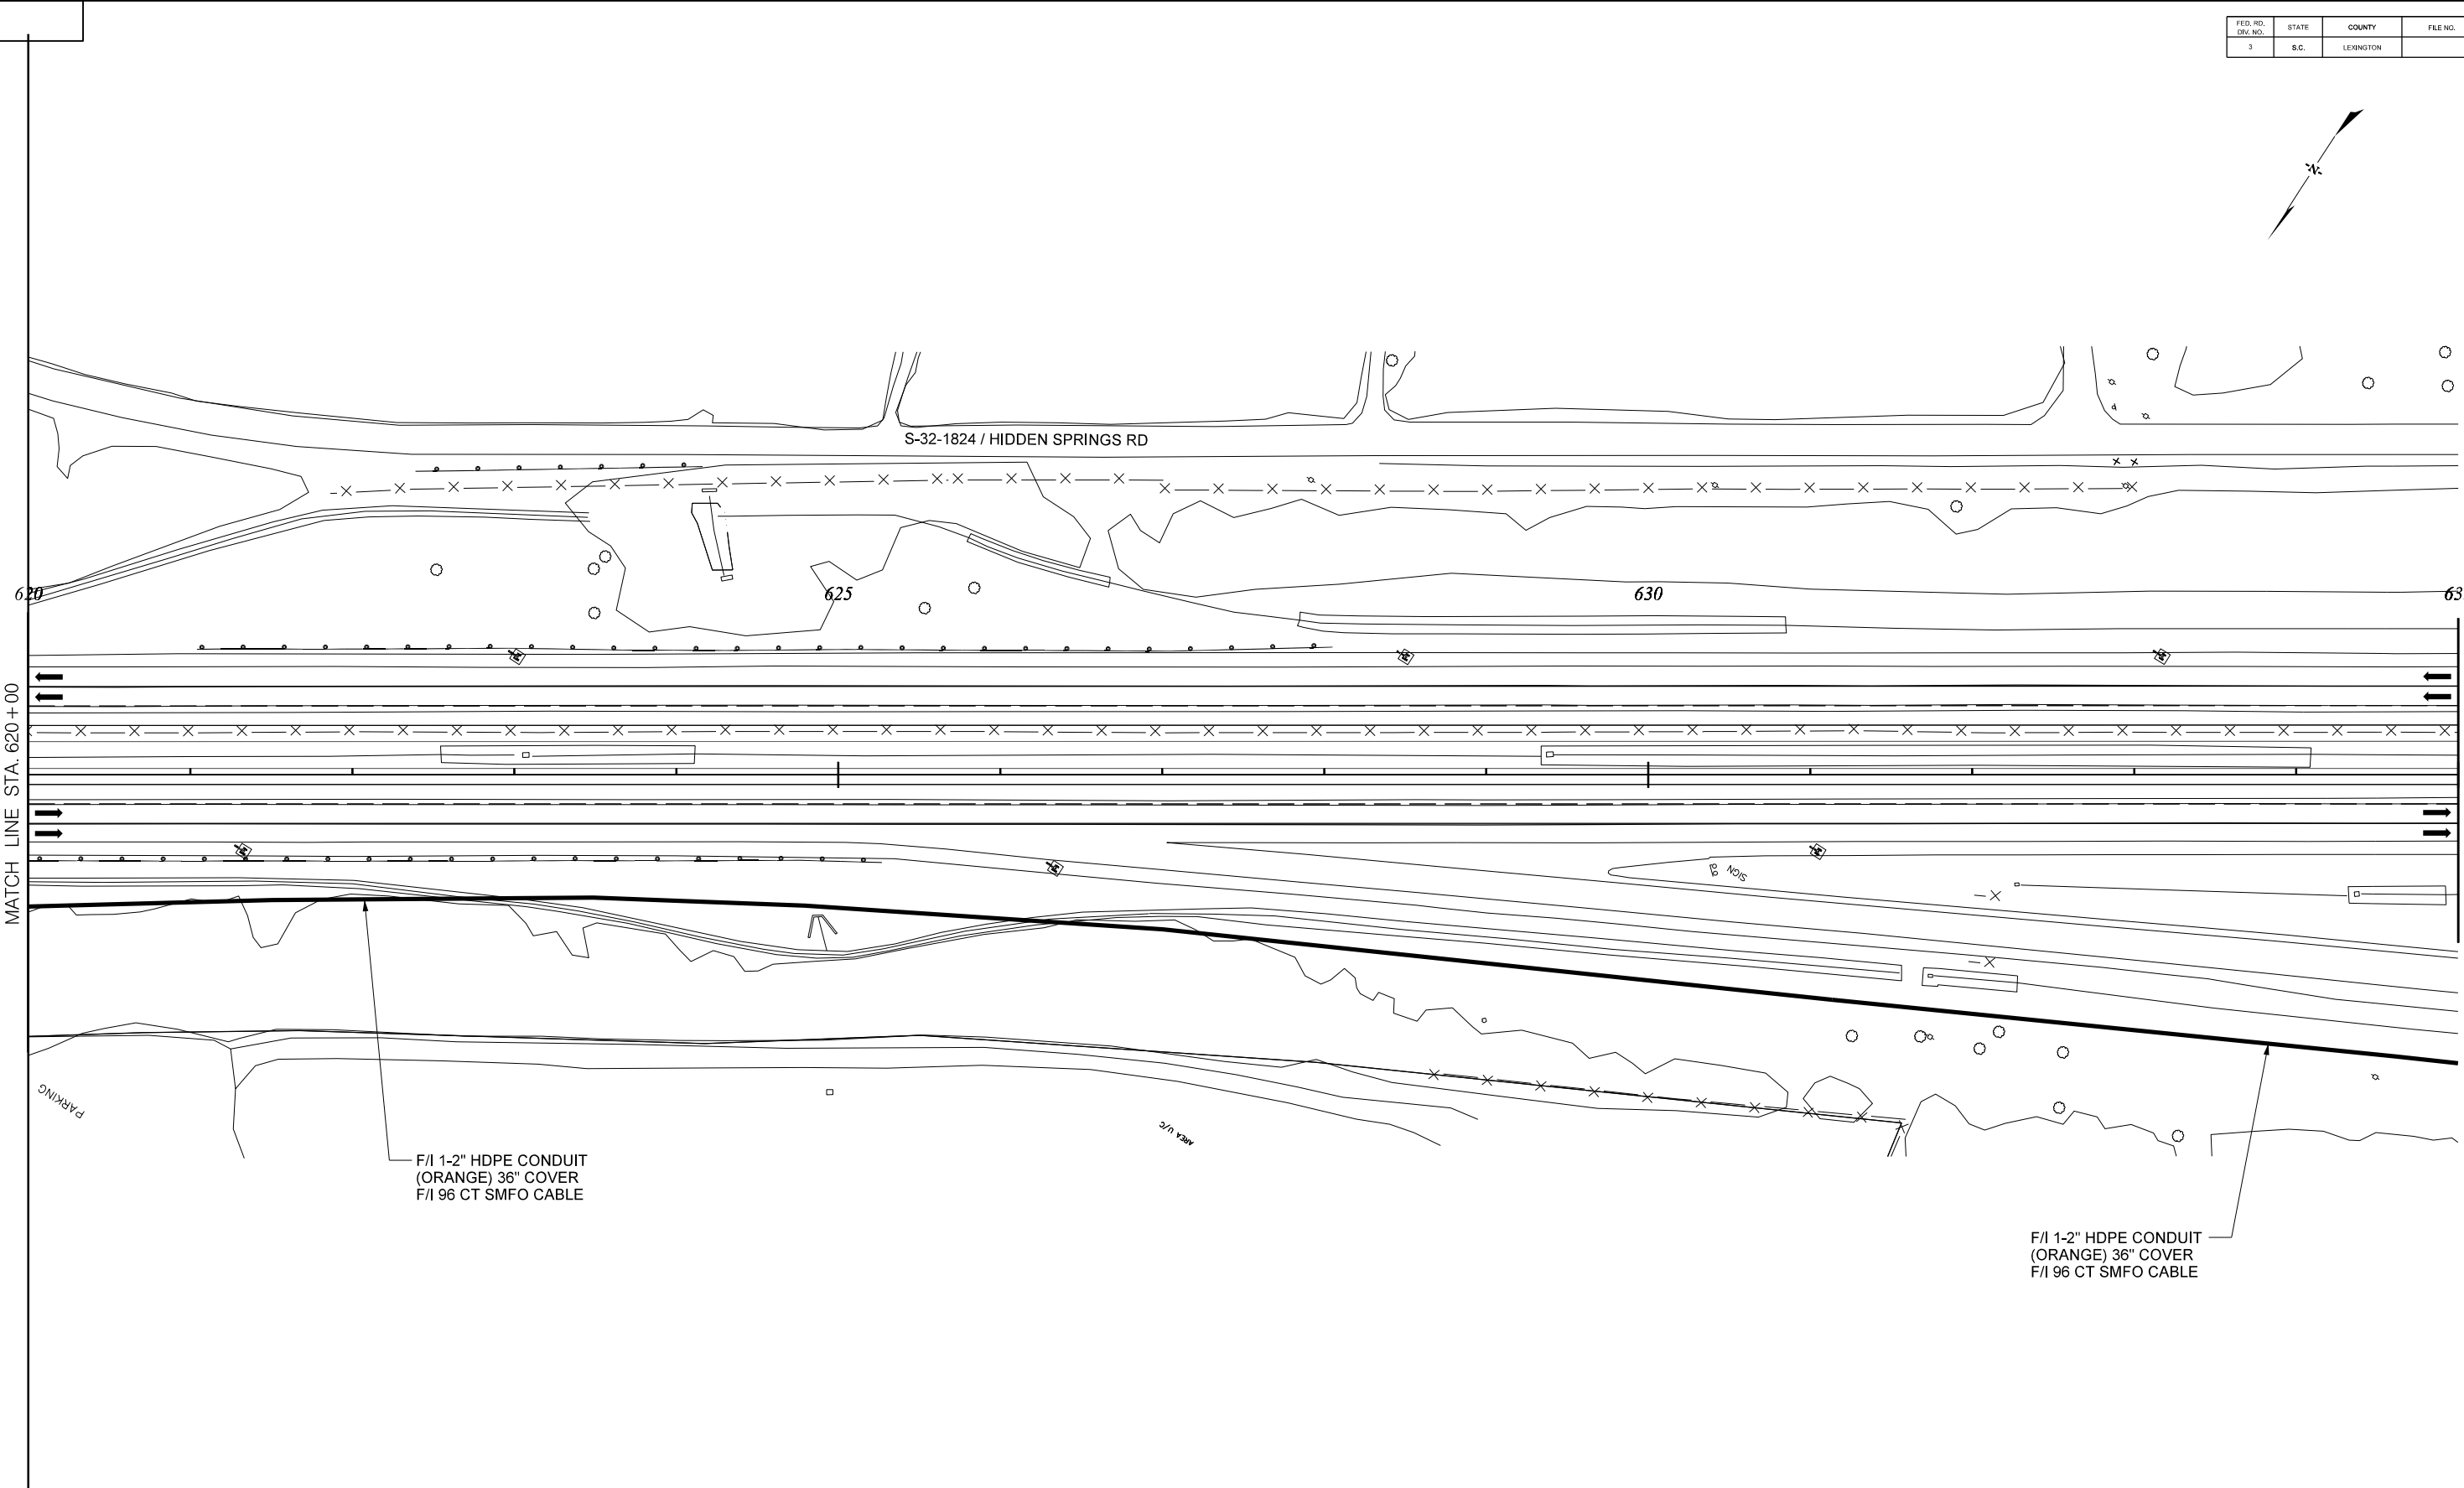 FED. RD. DIV. NO. STATE COUNTY FILE NO.
3 S.C. LEXINGTON
-N-
S-32-1824 / HIDDEN SPRINGS RD
620 625 630 63
MATCH LINE STA. 620+00
SIGN
PARKING
AREA U/C
F/I 1-2" HDPE CONDUIT
(ORANGE) 36" COVER
F/I 96 CT SMFO CABLE
F/I 1-2" HDPE CONDUIT
(ORANGE) 36" COVER
F/I 96 CT SMFO CABLE